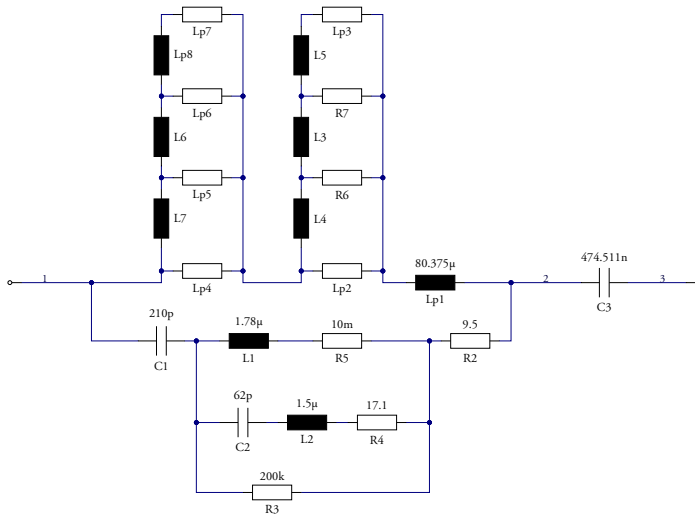 Lp7 Lp3
Lp8 L5
Lp6 R7
L6 L3
Lp5 R6
L7 L4
80.375µ 474.511n
1 Lp4 Lp2 Lp1 2 C3 3
210p 1.78µ 10m 9.5
C1 L1 R5 R2
62p 1.5µ 17.1
C2 L2 R4
200k
R3